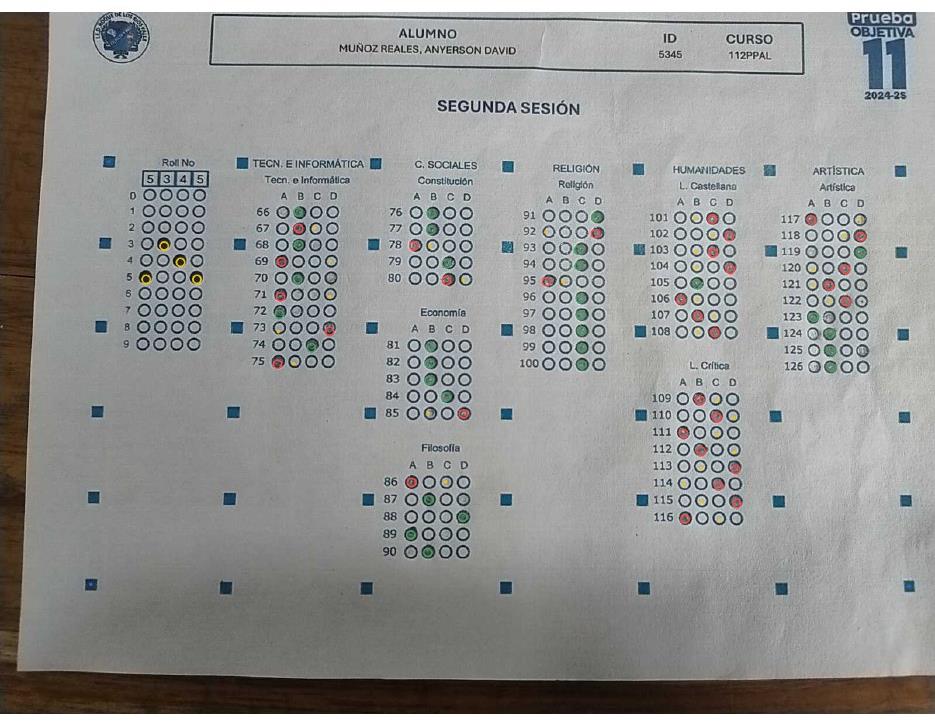 ALUMNO
MUÑOZ REALES, ANYERSON DAVID
ID
5345
CURSO
112PPAL
Prueba
OBJETIVA
11
2024-25
SEGUNDA SESIÓN
Roll No
5 3 4 5
0
1
2
3
4
5
6
7
8
9
TECN. E INFORMÁTICA
Tecn. e Informática
A B C D
66
67
68
69
70
71
72
73
74
75
C. SOCIALES
Constitución
A B C D
76
77
78
79
80
Economía
A B C D
81
82
83
84
85
Filosofía
A B C D
86
87
88
89
90
RELIGIÓN
Religión
A B C D
91
92
93
94
95
96
97
98
99
100
HUMANIDADES
L. Castellana
A B C D
101
102
103
104
105
106
107
108
L. Crítica
A B C D
109
110
111
112
113
114
115
116
ARTÍSTICA
Artística
A B C D
117
118
119
120
121
122
123
124
125
126